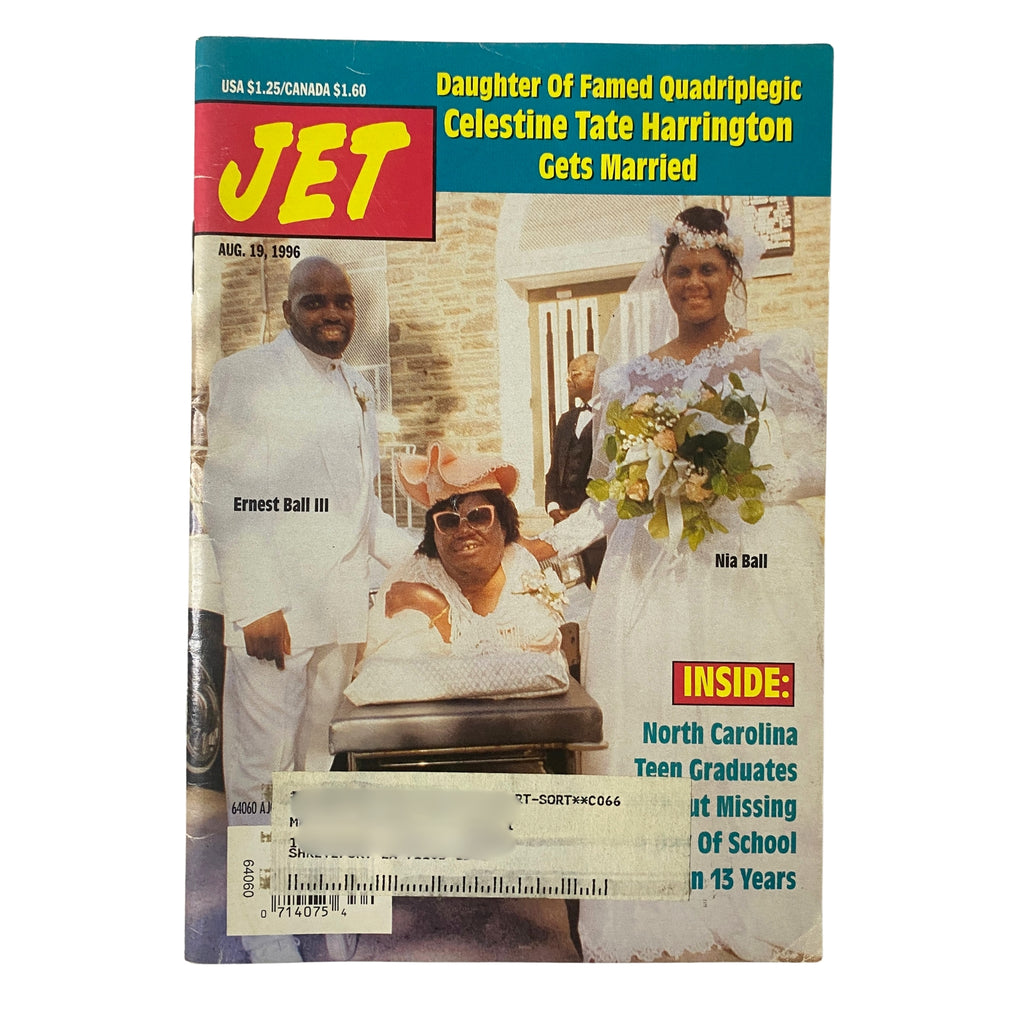 USA $1.25/CANADA $1.60
JET
AUG. 19, 1996
Daughter Of Famed Quadriplegic
Celestine Tate Harrington
Gets Married
Ernest Ball III
Nia Ball
INSIDE:
North Carolina
Teen Graduates
Missing
Of School
13 Years
64060
RT-SORT**C066
64060
0 714075 4